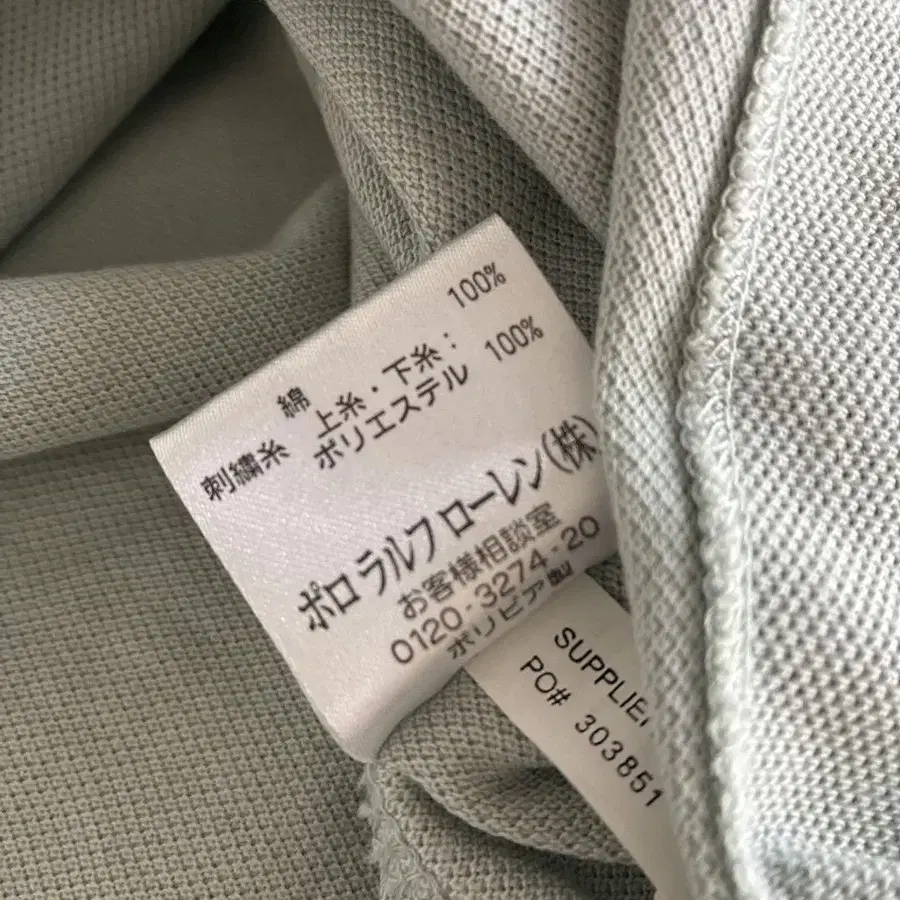 綿 100%
刺繍糸 上糸・下糸:
ポリエステル 100%
ポロ ラルフ ローレン(株)
お客様相談室
0120-3274-20
ボリビア製
SUPPLIER
PO# 303851